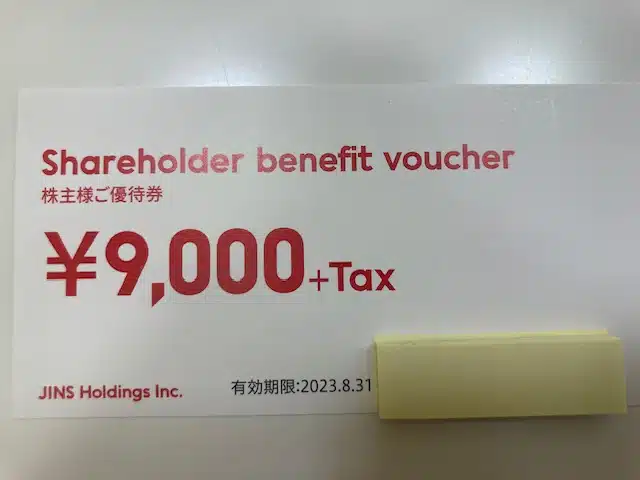 Shareholder benefit voucher
株主様ご優待券
¥9,000+Tax
JINS Holdings Inc.
有効期限:2023.8.31